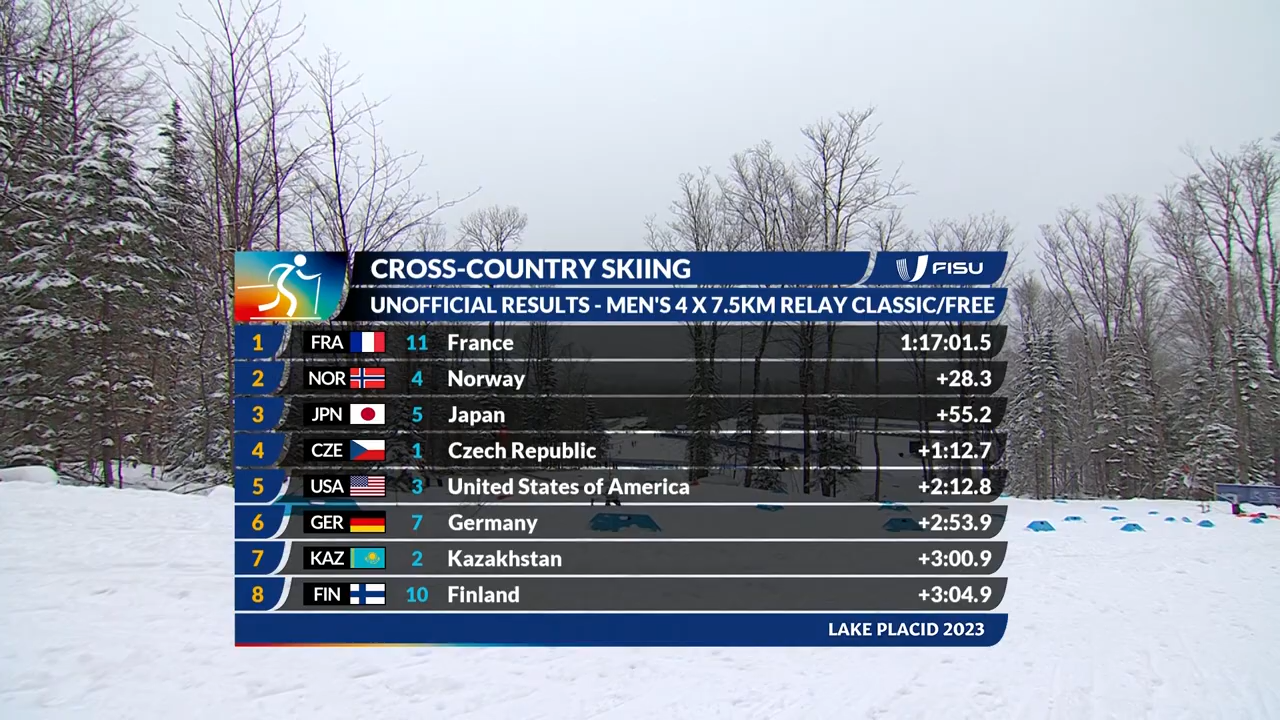 CROSS-COUNTRY SKIING FISU
UNOFFICIAL RESULTS - MEN'S 4 X 7.5KM RELAY CLASSIC/FREE
1 FRA 11 France 1:17:01.5
2 NOR 4 Norway +28.3
3 JPN 5 Japan +55.2
4 CZE 1 Czech Republic +1:12.7
5 USA 3 United States of America +2:12.8
6 GER 7 Germany +2:53.9
7 KAZ 2 Kazakhstan +3:00.9
8 FIN 10 Finland +3:04.9
LAKE PLACID 2023